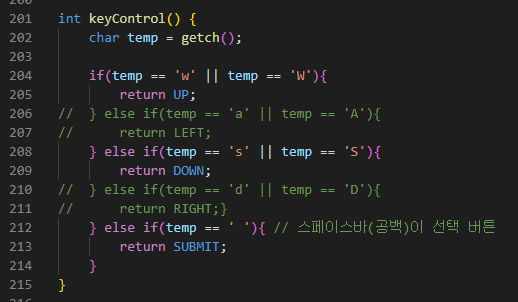 201 int keyControl() {
202     char temp = getch();
203
204     if(temp == 'w' || temp == 'W'){
205         return UP;
206 //  } else if(temp == 'a' || temp == 'A'){
207 //      return LEFT;
208     } else if(temp == 's' || temp == 'S'){
209         return DOWN;
210 //  } else if(temp == 'd' || temp == 'D'){
211 //      return RIGHT;}
212     } else if(temp == ' '){ // 스페이스바(공백)이 선택 버튼
213         return SUBMIT;
214     }
215 }